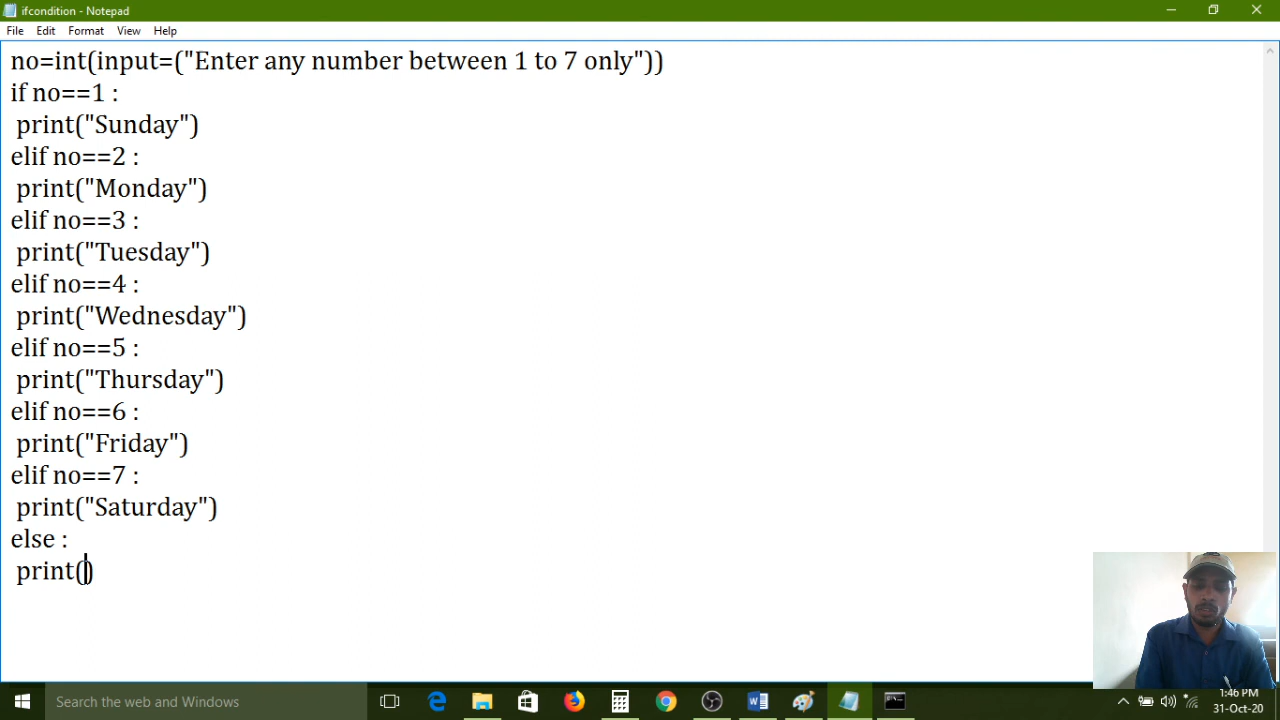 ifcondition - Notepad
File Edit Format View Help
no=int(input=("Enter any number between 1 to 7 only"))
if no==1 :
print("Sunday")
elif no==2 :
print("Monday")
elif no==3 :
print("Tuesday")
elif no==4 :
print("Wednesday")
elif no==5 :
print("Thursday")
elif no==6 :
print("Friday")
elif no==7 :
print("Saturday")
else :
print()
Search the web and Windows
1:46 PM
31-Oct-20